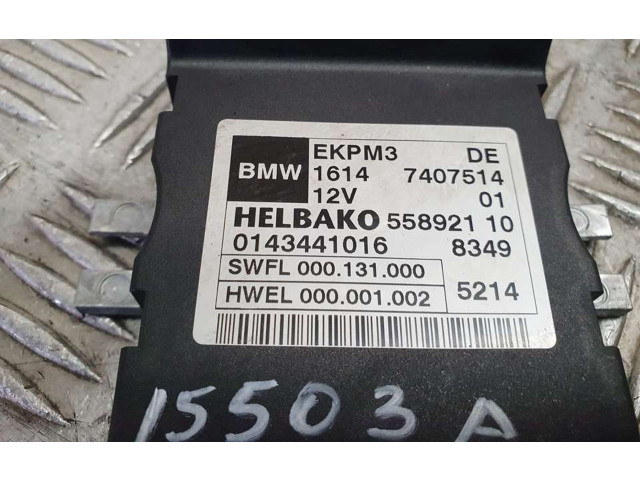 BMW EKPM3 DE
1614 7407514
12V 01
HELBAKO 558921 10
0143441016 8349
SWFL 000.131.000
HWEL 000.001.002 5214
15503 A